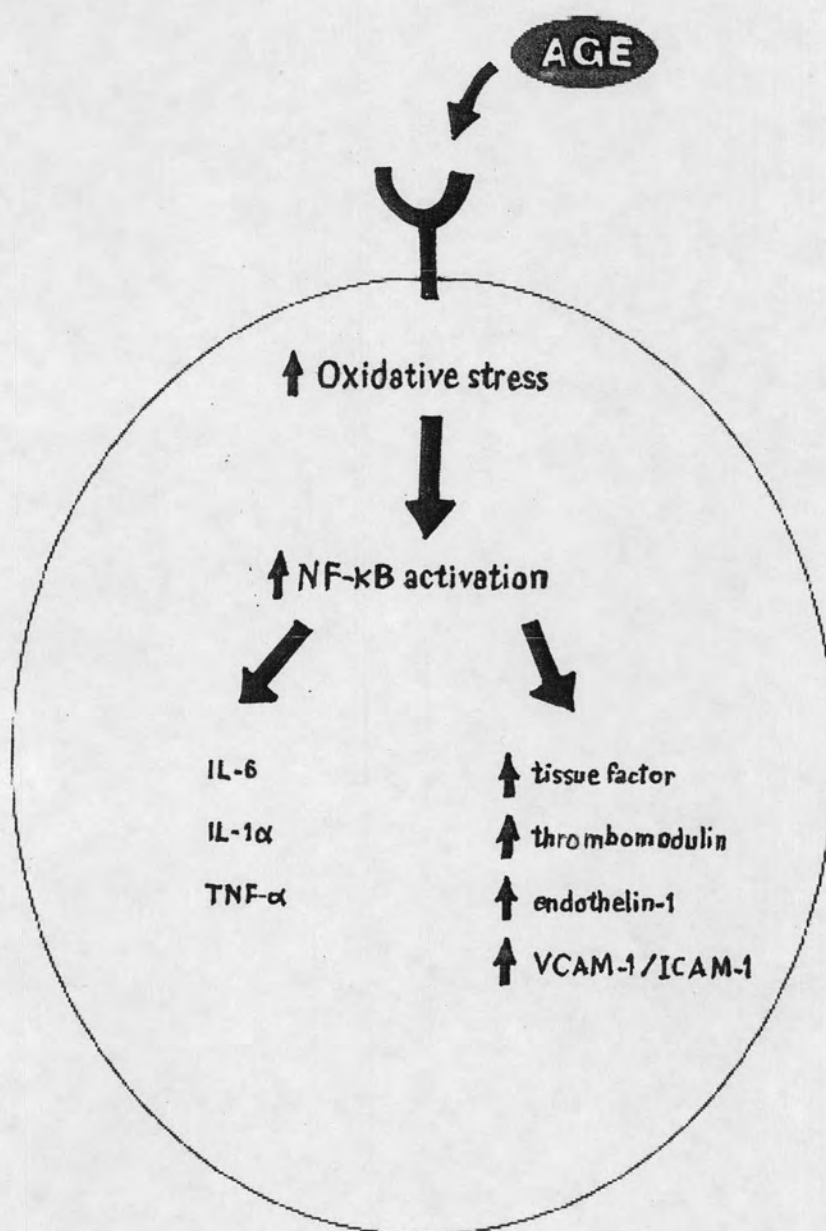 AGE
↑ Oxidative stress
↑ NF-κB activation
IL-6
IL-1α
TNF-α
↑ tissue factor
↑ thrombomodulin
↑ endothelin-1
↑ VCAM-1/ICAM-1